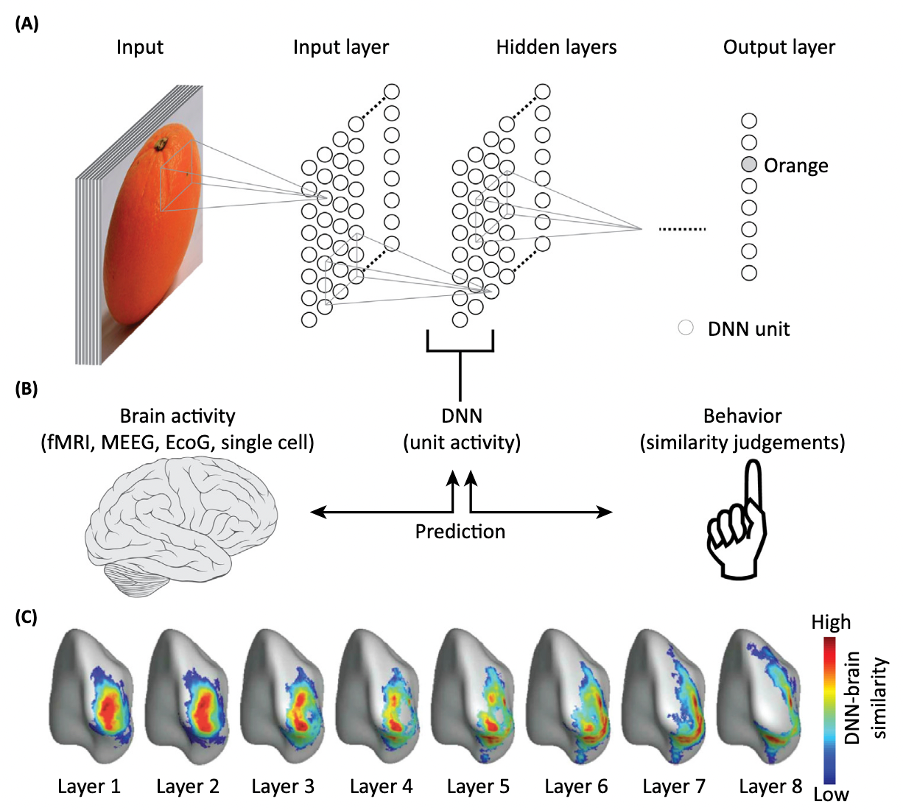 (A)
Input
Input layer
Hidden layers
Output layer
Orange
DNN unit
(B)
Brain activity
(fMRI, MEEG, EcoG, single cell)
DNN
(unit activity)
Behavior
(similarity judgements)
Prediction
(C)
High
DNN-brain
similarity
Low
Layer 1
Layer 2
Layer 3
Layer 4
Layer 5
Layer 6
Layer 7
Layer 8